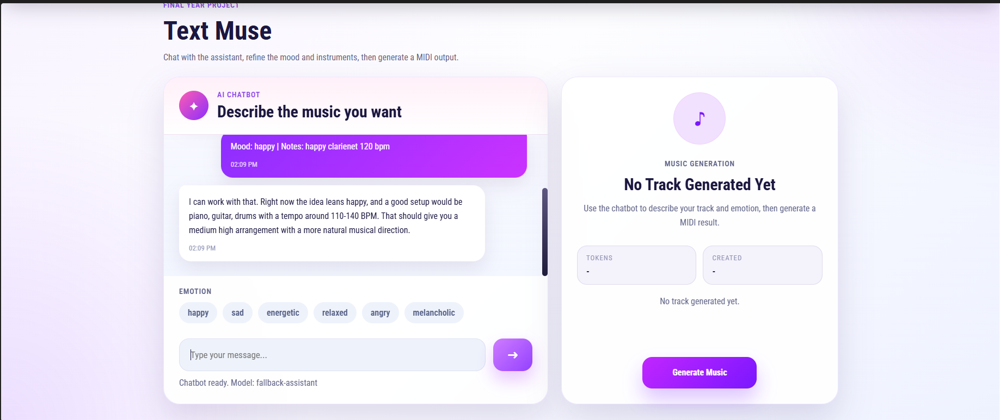 FINAL YEAR PROJECT
Text Muse
Chat with the assistant, refine the mood and instruments, then generate a MIDI output.
AI CHATBOT
Describe the music you want
Mood: happy | Notes: happy clarienet 120 bpm
02:09 PM
I can work with that. Right now the idea leans happy, and a good setup would be
piano, guitar, drums with a tempo around 110-140 BPM. That should give you a
medium high arrangement with a more natural musical direction.
02:09 PM
EMOTION
happy
sad
energetic
relaxed
angry
melancholic
Type your message...
Chatbot ready. Model: fallback-assistant
MUSIC GENERATION
No Track Generated Yet
Use the chatbot to describe your track and emotion, then generate a
MIDI result.
TOKENS
-
CREATED
-
No track generated yet.
Generate Music